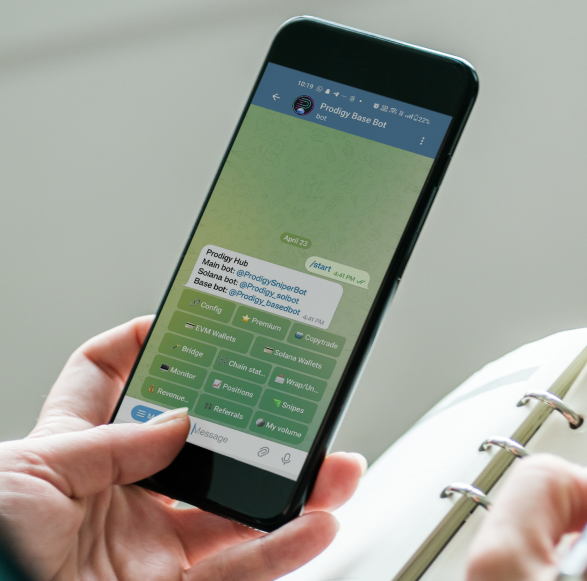 10:19
22%
Prodigy Base Bot
bot
April 23
/start 4:41 PM
Prodigy Hub
Main bot: @ProdigySniperBot
Solana bot: @Prodigy_solbot
Base bot: @Prodigy_basedbot
4:41 PM
Config Premium Copytrade
EVM Wallets Solana Wallets
Bridge Chain stat.. Wrap/Un..
Monitor Positions Snipes
Revenue.. Referrals My volume
Message